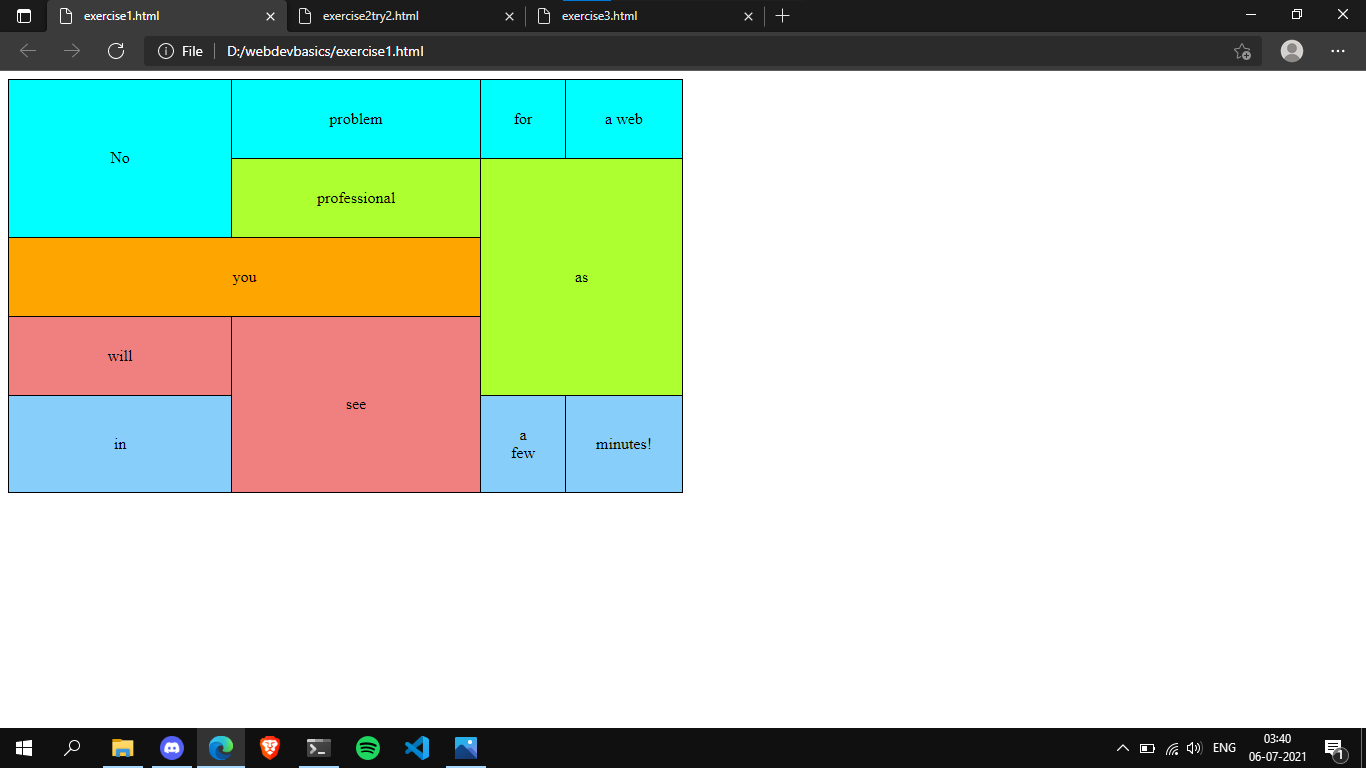 exercise1.html
exercise2try2.html
exercise3.html
File
D:/webdevbasics/exercise1.html
No
problem
for
a web
professional
as
you
will
see
in
a
few
minutes!
ENG
03:40
06-07-2021
1